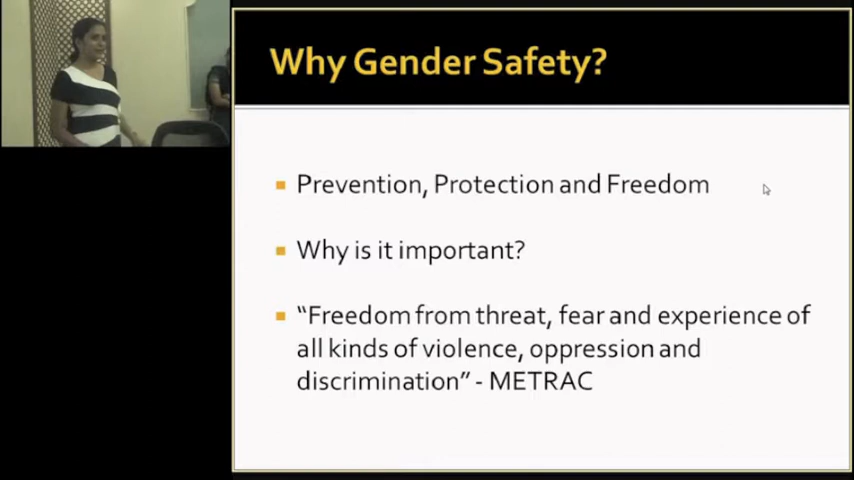 Why Gender Safety?
Prevention, Protection and Freedom
Why is it important?
“Freedom from threat, fear and experience of
all kinds of violence, oppression and
discrimination” - METRAC